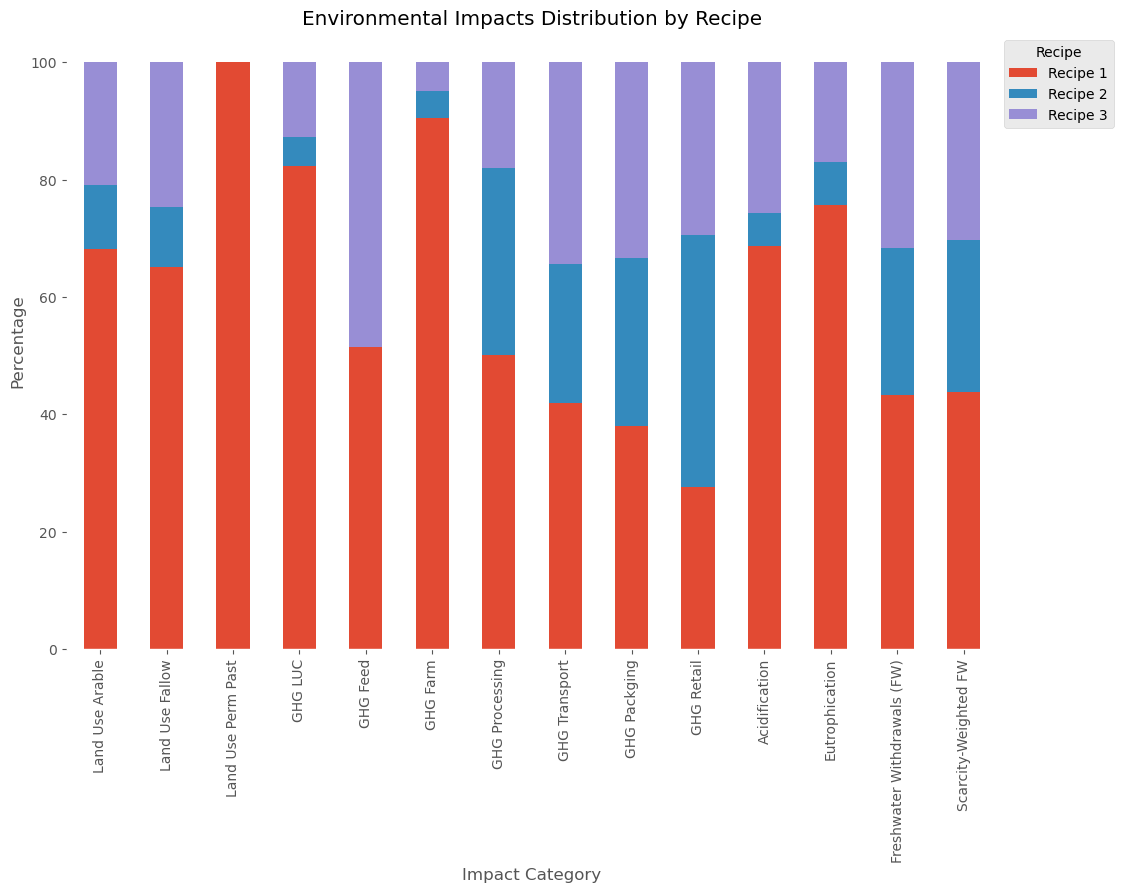 Environmental Impacts Distribution by Recipe
Recipe
Recipe 1
Recipe 2
Recipe 3
Percentage
100
80
60
40
20
0
Land Use Arable
Land Use Fallow
Land Use Perm Past
GHG LUC
GHG Feed
GHG Farm
GHG Processing
GHG Transport
GHG Packging
GHG Retail
Acidification
Eutrophication
Freshwater Withdrawals (FW)
Scarcity-Weighted FW
Impact Category